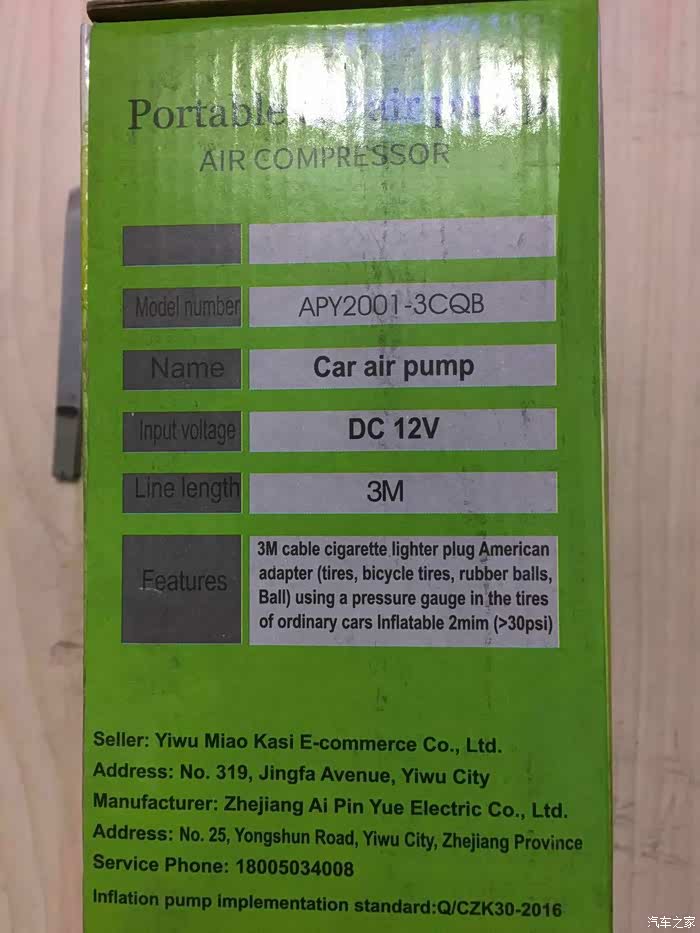 Portable air pump
AIR COMPRESSOR
Model number APY2001-3CQB
Name Car air pump
Input voltage DC 12V
Line length 3M
Features
3M cable cigarette lighter plug American
adapter (tires, bicycle tires, rubber balls,
Ball) using a pressure gauge in the tires
of ordinary cars Inflatable 2mim (>30psi)
Seller: Yiwu Miao Kasi E-commerce Co., Ltd.
Address: No. 319, Jingfa Avenue, Yiwu City
Manufacturer: Zhejiang Ai Pin Yue Electric Co., Ltd.
Address: No. 25, Yongshun Road, Yiwu City, Zhejiang Province
Service Phone: 18005034008
Inflation pump implementation standard:Q/CZK30-2016
汽车之家